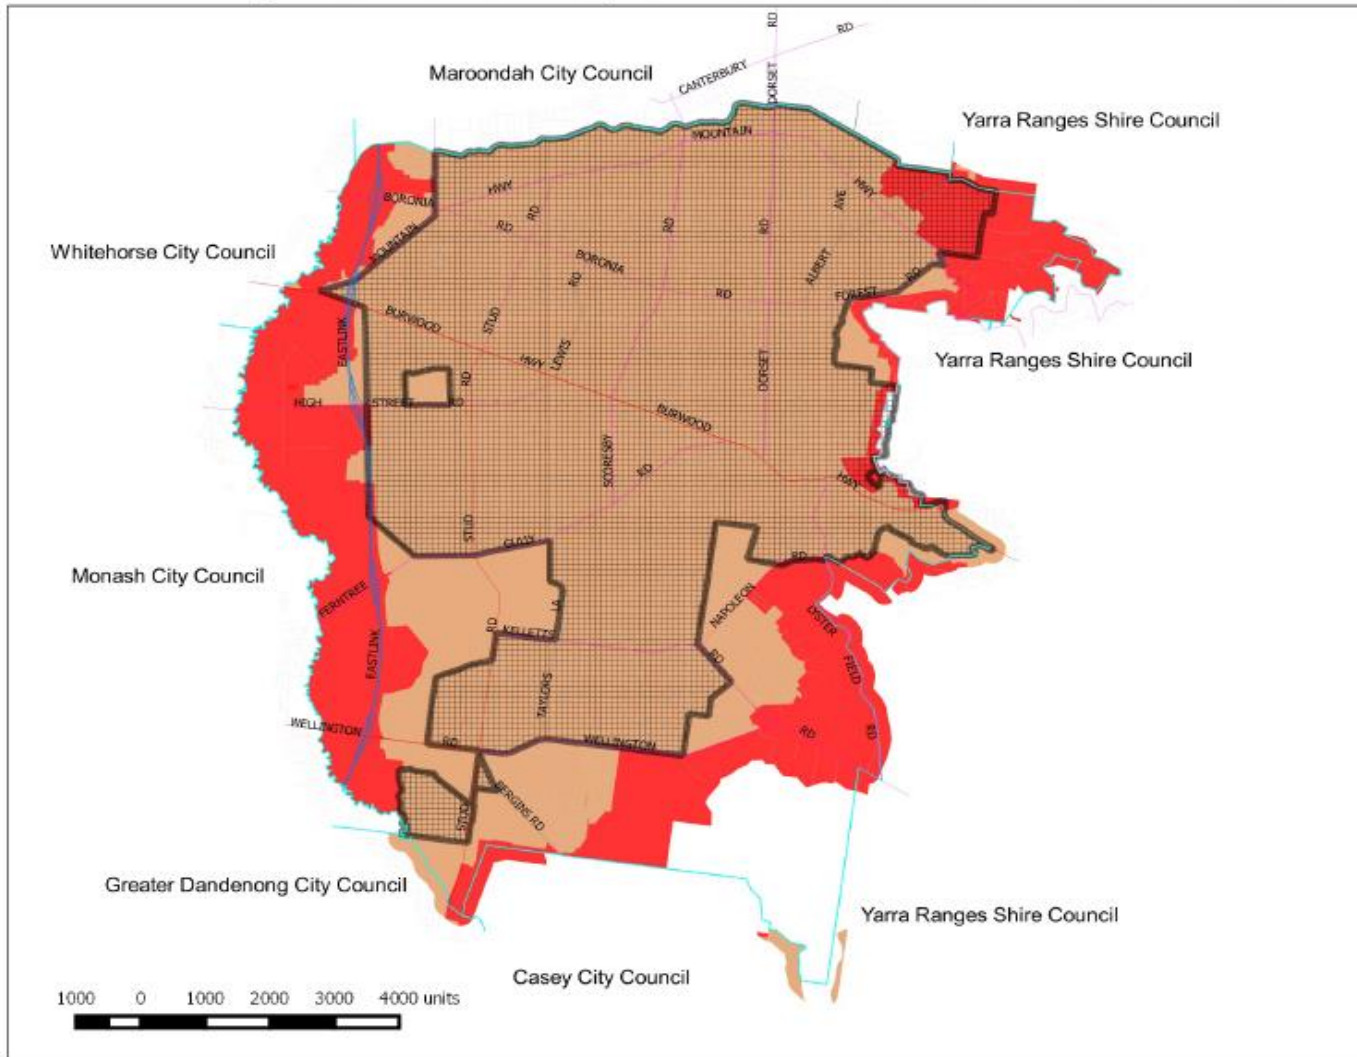 RD
RD
CANTERBURY
DORSET
Maroondah City Council
Yarra Ranges Shire Council
MOUNTAIN
HWY
HWY
BORONIA
AVE
RD
RD
RD
RD
MOUNTAIN
Whitehorse City Council
BORONIA
ALBERT
RD
RD
RD
FOREST
BURWOOD
STUD
EASTLINK
HWY
LEWIS
Yarra Ranges Shire Council
DORSET
RD
HIGH
STREET
RD
BURWOOD
SCORESBY
RD
HWY
STUD
RD
Monash City Council
FERNTREE
LA
NAPOLEON
RD
KELLETTS
LYSTER
EASTLINK
RD
FIELD
TAYLORS
WELLINGTON
RD
WELLINGTON
RD
RD
STUD
BERGINS RD
Greater Dandenong City Council
Yarra Ranges Shire Council
Casey City Council
1000 0 1000 2000 3000 4000 units